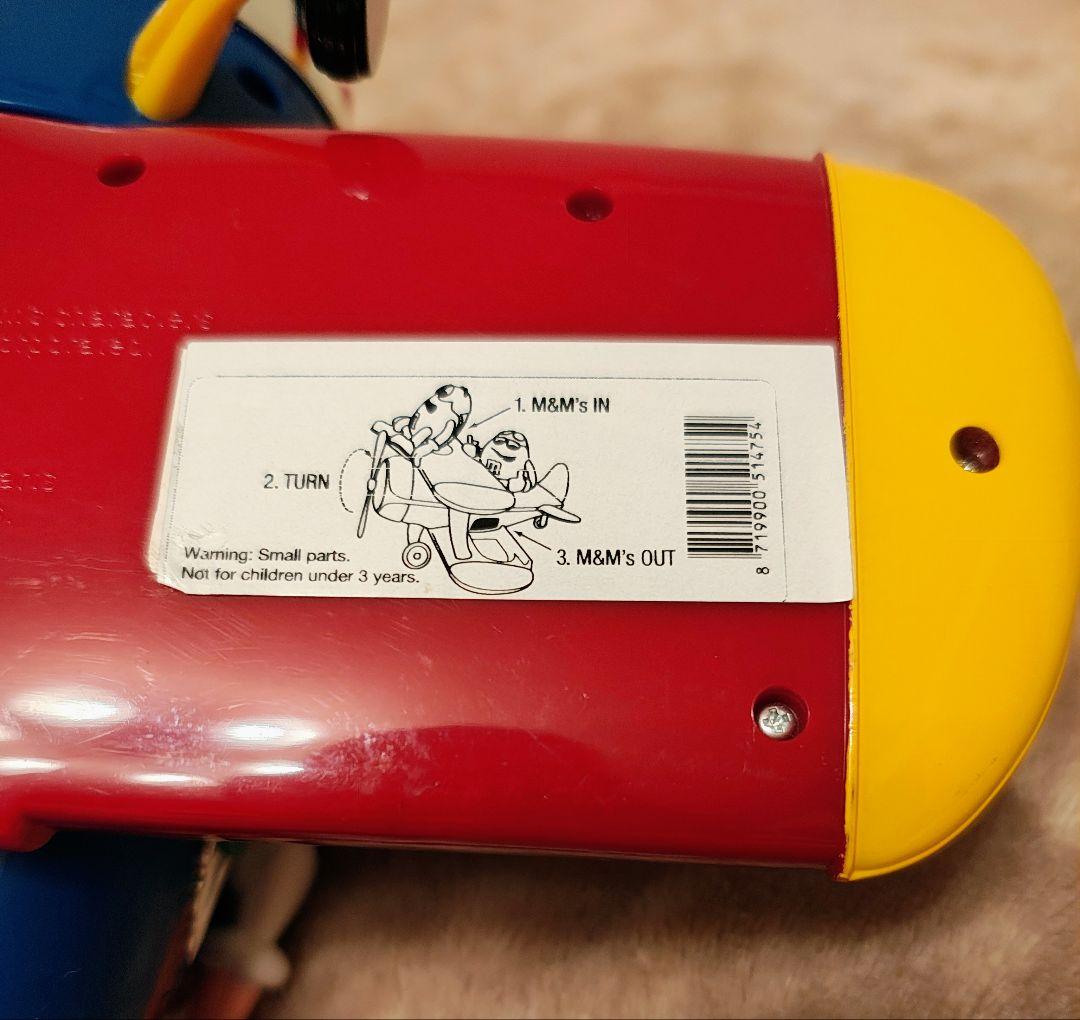 1. M&M's IN
2. TURN
3. M&M's OUT
Warning: Small parts.
Not for children under 3 years.
8 719900 514754